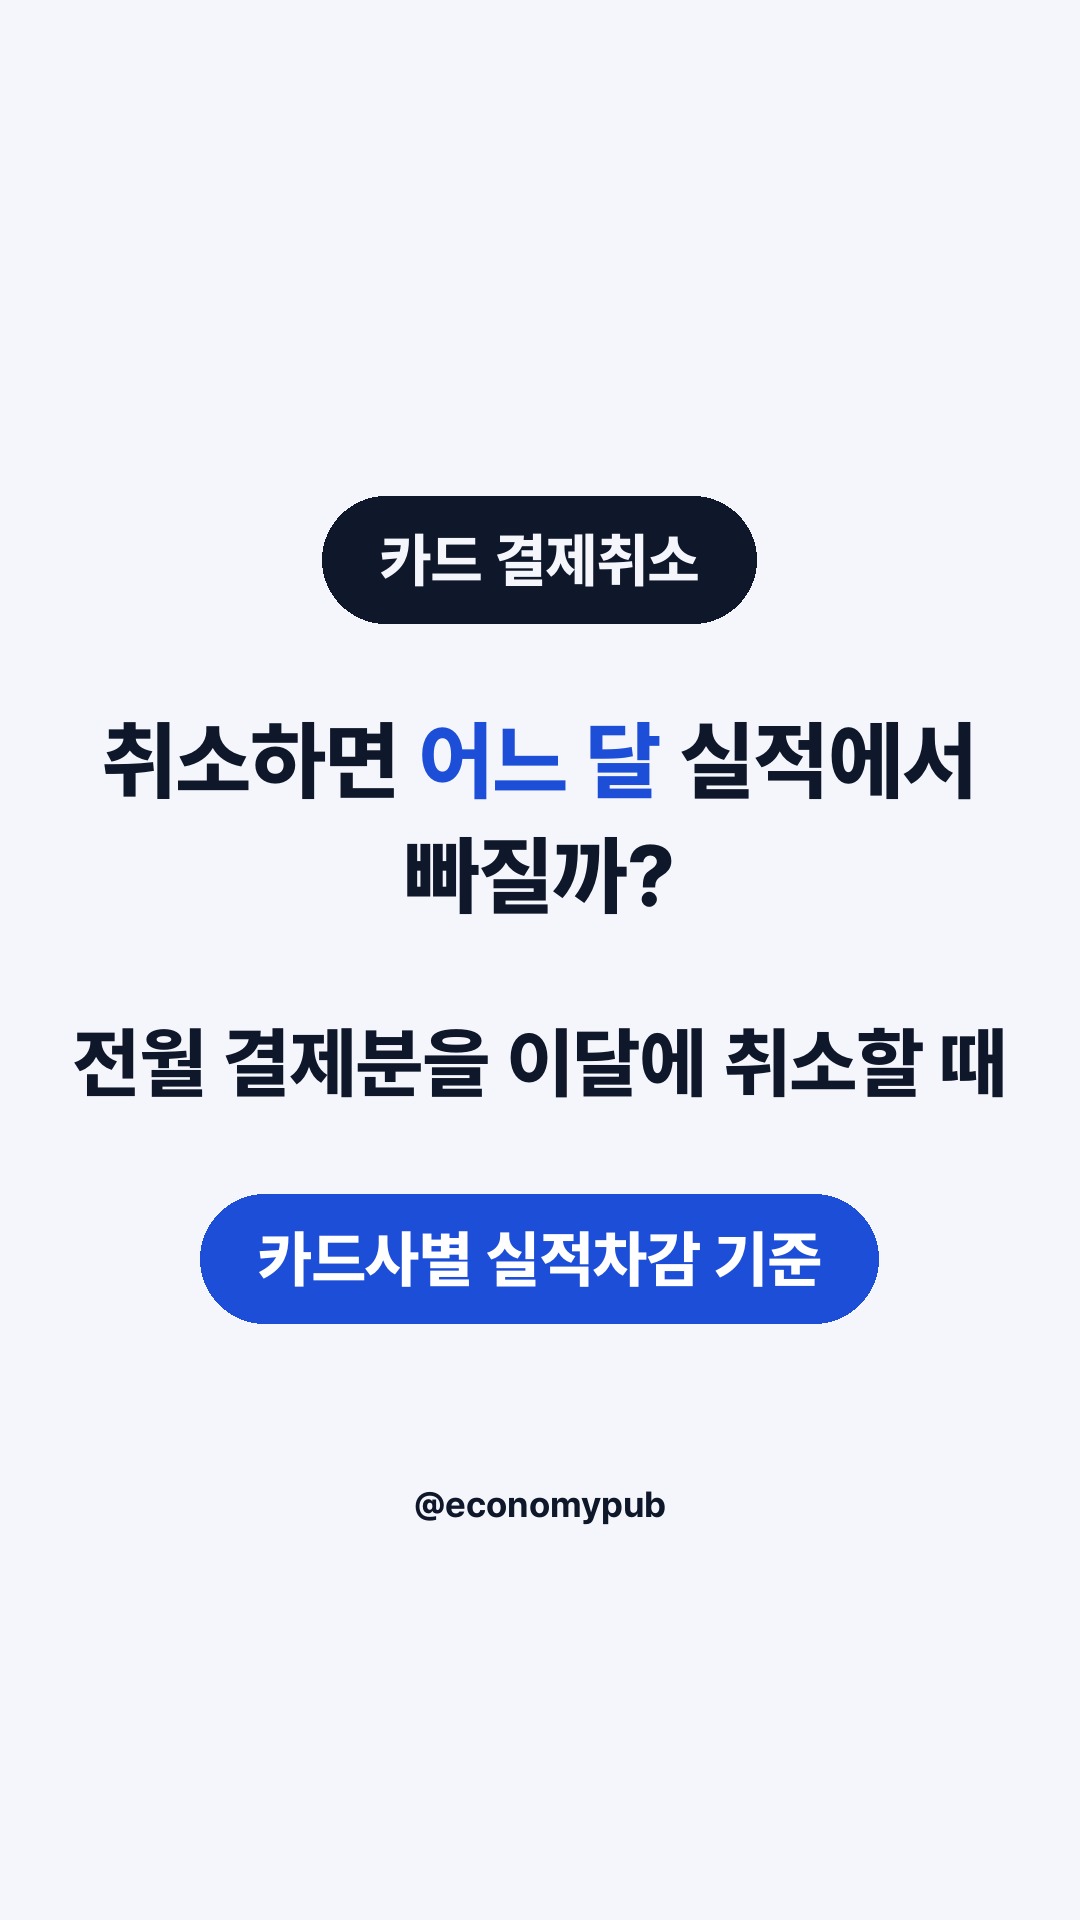 카드 결제취소
취소하면 어느 달 실적에서
빠질까?
전월 결제분을 이달에 취소할 때
카드사별 실적차감 기준
@economypub